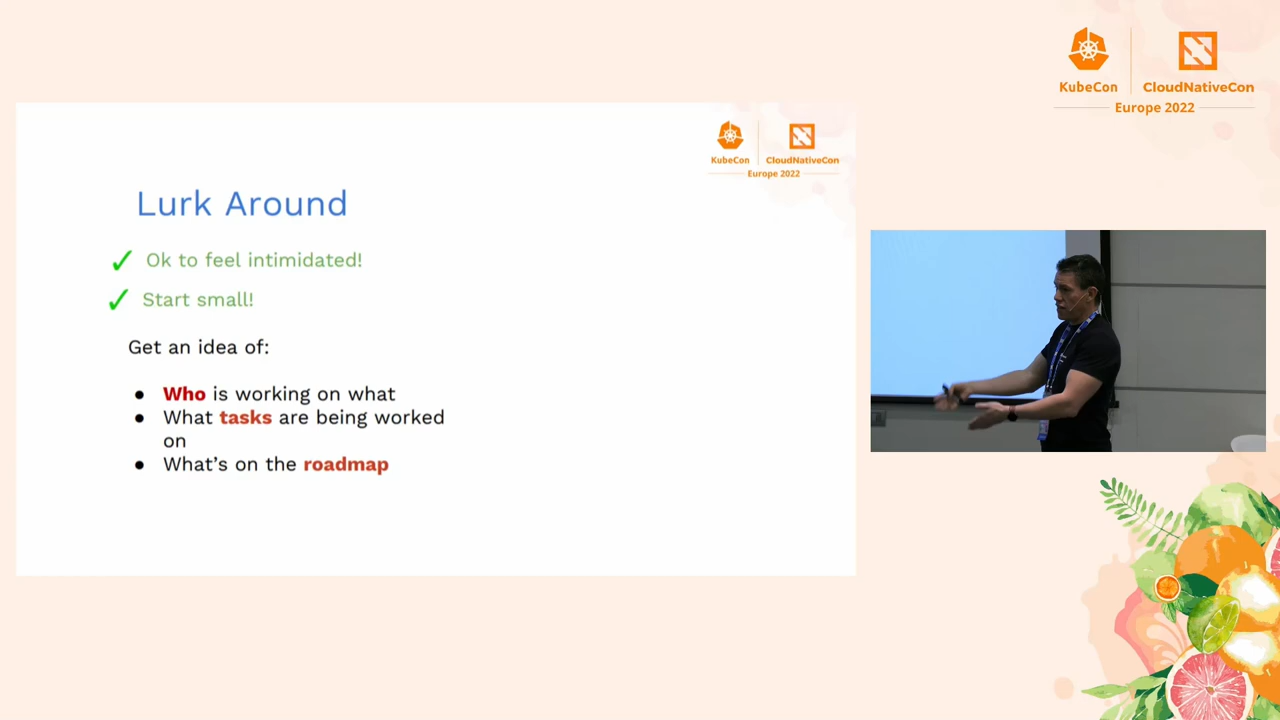 KubeCon
CloudNativeCon
Europe 2022
KubeCon
CloudNativeCon
Europe 2022
Lurk Around
✓ Ok to feel intimidated!
✓ Start small!
Get an idea of:
● Who is working on what
● What tasks are being worked
on
● What's on the roadmap